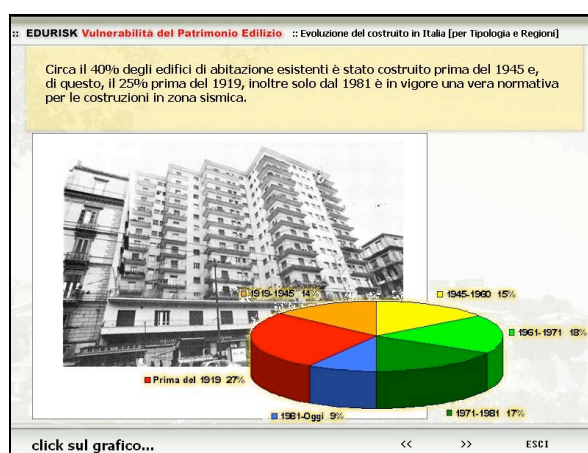 :: EDURISK Vulnerabilità del Patrimonio Edilizio :: Evoluzione del costruito in Italia [per Tipologia e Regioni]
Circa il 40% degli edifici di abitazione esistenti è stato costruito prima del 1945 e,
di questo, il 25% prima del 1919, inoltre solo dal 1981 è in vigore una vera normativa
per le costruzioni in zona sismica.
1919-1945 14%
1945-1960 15%
1961-1971 18%
Prima del 1919 27%
1981-Oggi 9%
1971-1981 17%
click sul grafico...
<< >> ESCI